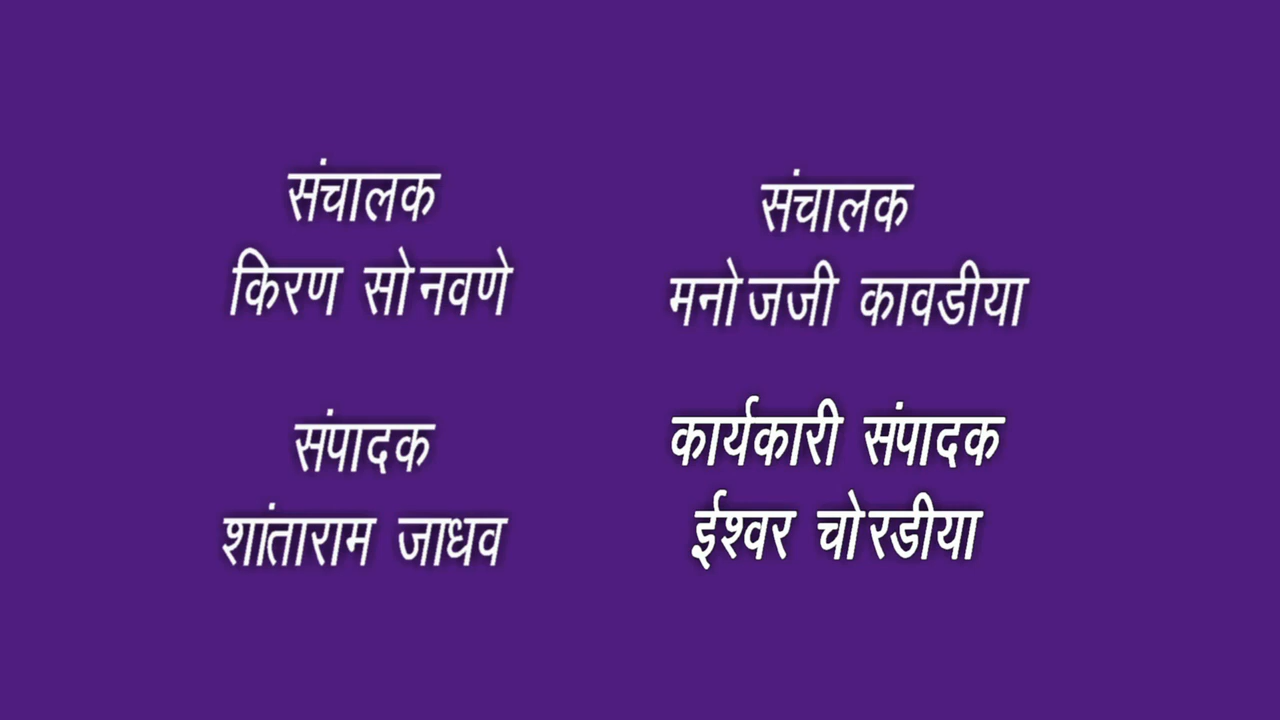 संचालक
किरण सोनवणे
संचालक
मनोजजी कावडीया
संपादक
शांताराम जाधव
कार्यकारी संपादक
ईश्वर चोरडीया